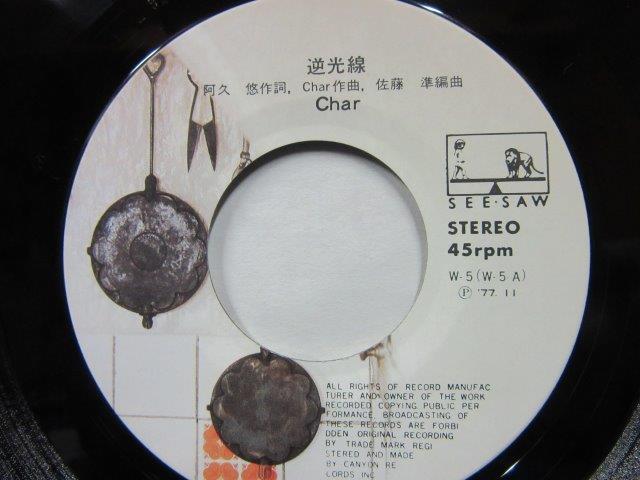 逆光線
阿久 悠作詞, Char作曲, 佐藤 準編曲
Char
SEE・SAW
STEREO
45rpm
W-5(W-5-A)
Ⓟ '77. 11
ALL RIGHTS OF RECORD MANUFAC
TURER AND OWNER OF THE WORK
RECORDED COPYING PUBLIC PER
FORMANCE, BROADCASTING OF
THESE RECORDS ARE FORBI
DDEN ORIGINAL RECORDING
BY TRADE MARK REGI
STERED AND MADE
BY CANYON RE
CORDS INC